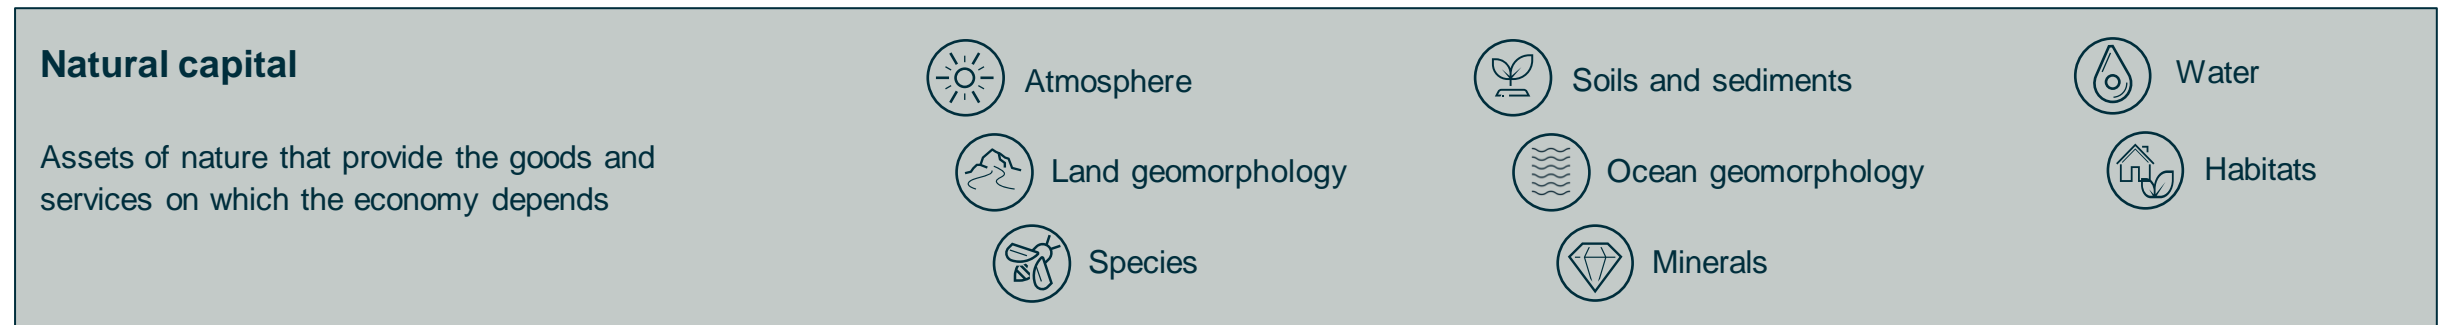 Natural capital
Assets of nature that provide the goods and
services on which the economy depends
Atmosphere
Soils and sediments
Water
Land geomorphology
Ocean geomorphology
Habitats
Species
Minerals